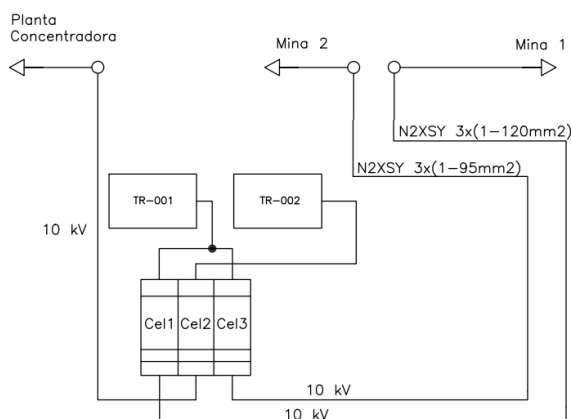 Planta
Concentradora
Mina 2
Mina 1
N2XSY 3x(1-120mm2)
N2XSY 3x(1-95mm2)
TR-001
TR-002
10 kV
Cel1
Cel2
Cel3
10 kV
10 kV